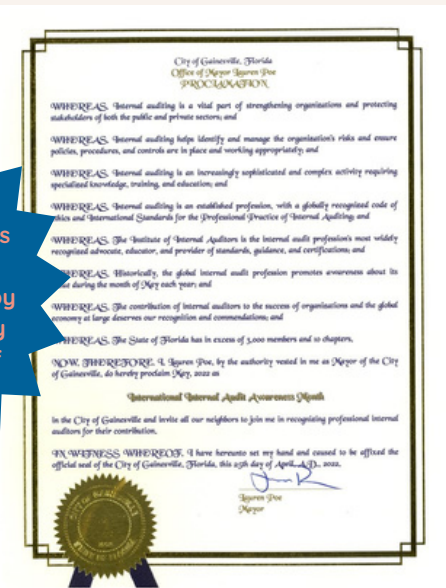 City of Gainesville, Florida
Office of Mayor Lauren Poe
PROCLAMATION
WHEREAS, Internal auditing is a vital part of strengthening organizations and protecting
stakeholders of both the public and private sectors; and
WHEREAS, Internal auditing helps identify and manage the organization's risks and ensure
policies, procedures, and controls are in place and working appropriately; and
WHEREAS, Internal auditing is an increasingly sophisticated and complex activity requiring
specialized knowledge, training, and education; and
WHEREAS, Internal auditing is an established profession, with a globally recognized code of
ethics and International Standards for the Professional Practice of Internal Auditing; and
s
WHEREAS, The Institute of Internal Auditors is the internal audit profession's most widely
recognized advocate, educator, and provider of standards, guidance, and certifications; and
WHEREAS, Historically, the global internal audit profession promotes awareness about its
during the month of May each year; and
by
y
WHEREAS, The contribution of internal auditors to the success of organizations and the global
economy at large deserves our recognition and commendations; and
WHEREAS, The State of Florida has in excess of 5,000 members and 10 chapters,
NOW, THEREFORE, I, Lauren Poe, by the authority vested in me as Mayor of the City
of Gainesville, do hereby proclaim May, 2022 as
International Internal Audit Awareness Month
in the City of Gainesville and invite all our neighbors to join me in recognizing professional internal
auditors for their contribution.
IN WITNESS WHEREOF, I have hereunto set my hand and caused to be affixed the
official seal of the City of Gainesville, Florida, this 25th day of April, A.D., 2022.
Lauren Poe
Mayor